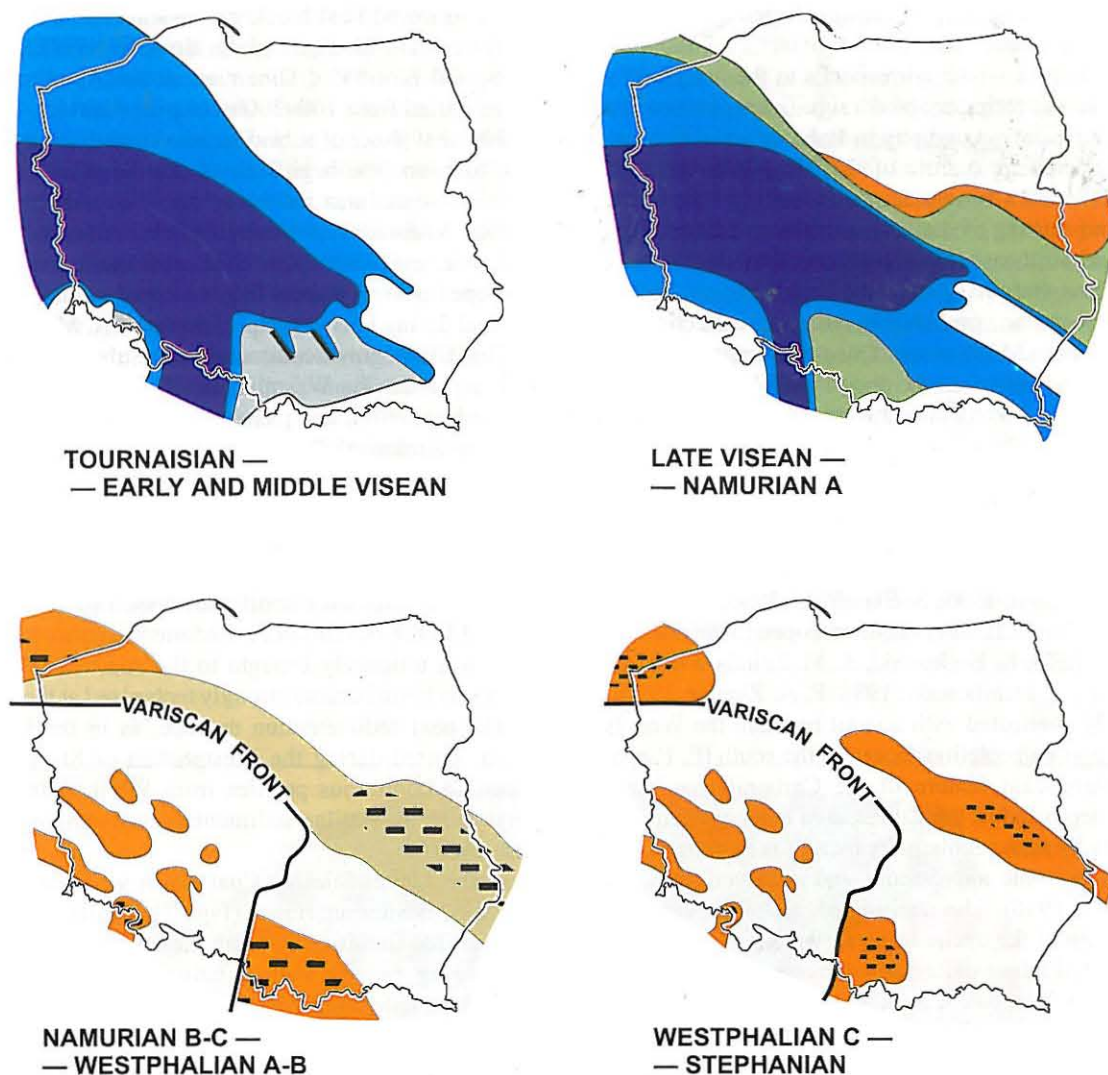 TOURNAISIAN —
— EARLY AND MIDDLE VISEAN
LATE VISEAN —
— NAMURIAN A
VARISCAN FRONT
NAMURIAN B-C —
— WESTPHALIAN A-B
VARISCAN FRONT
WESTPHALIAN C —
— STEPHANIAN